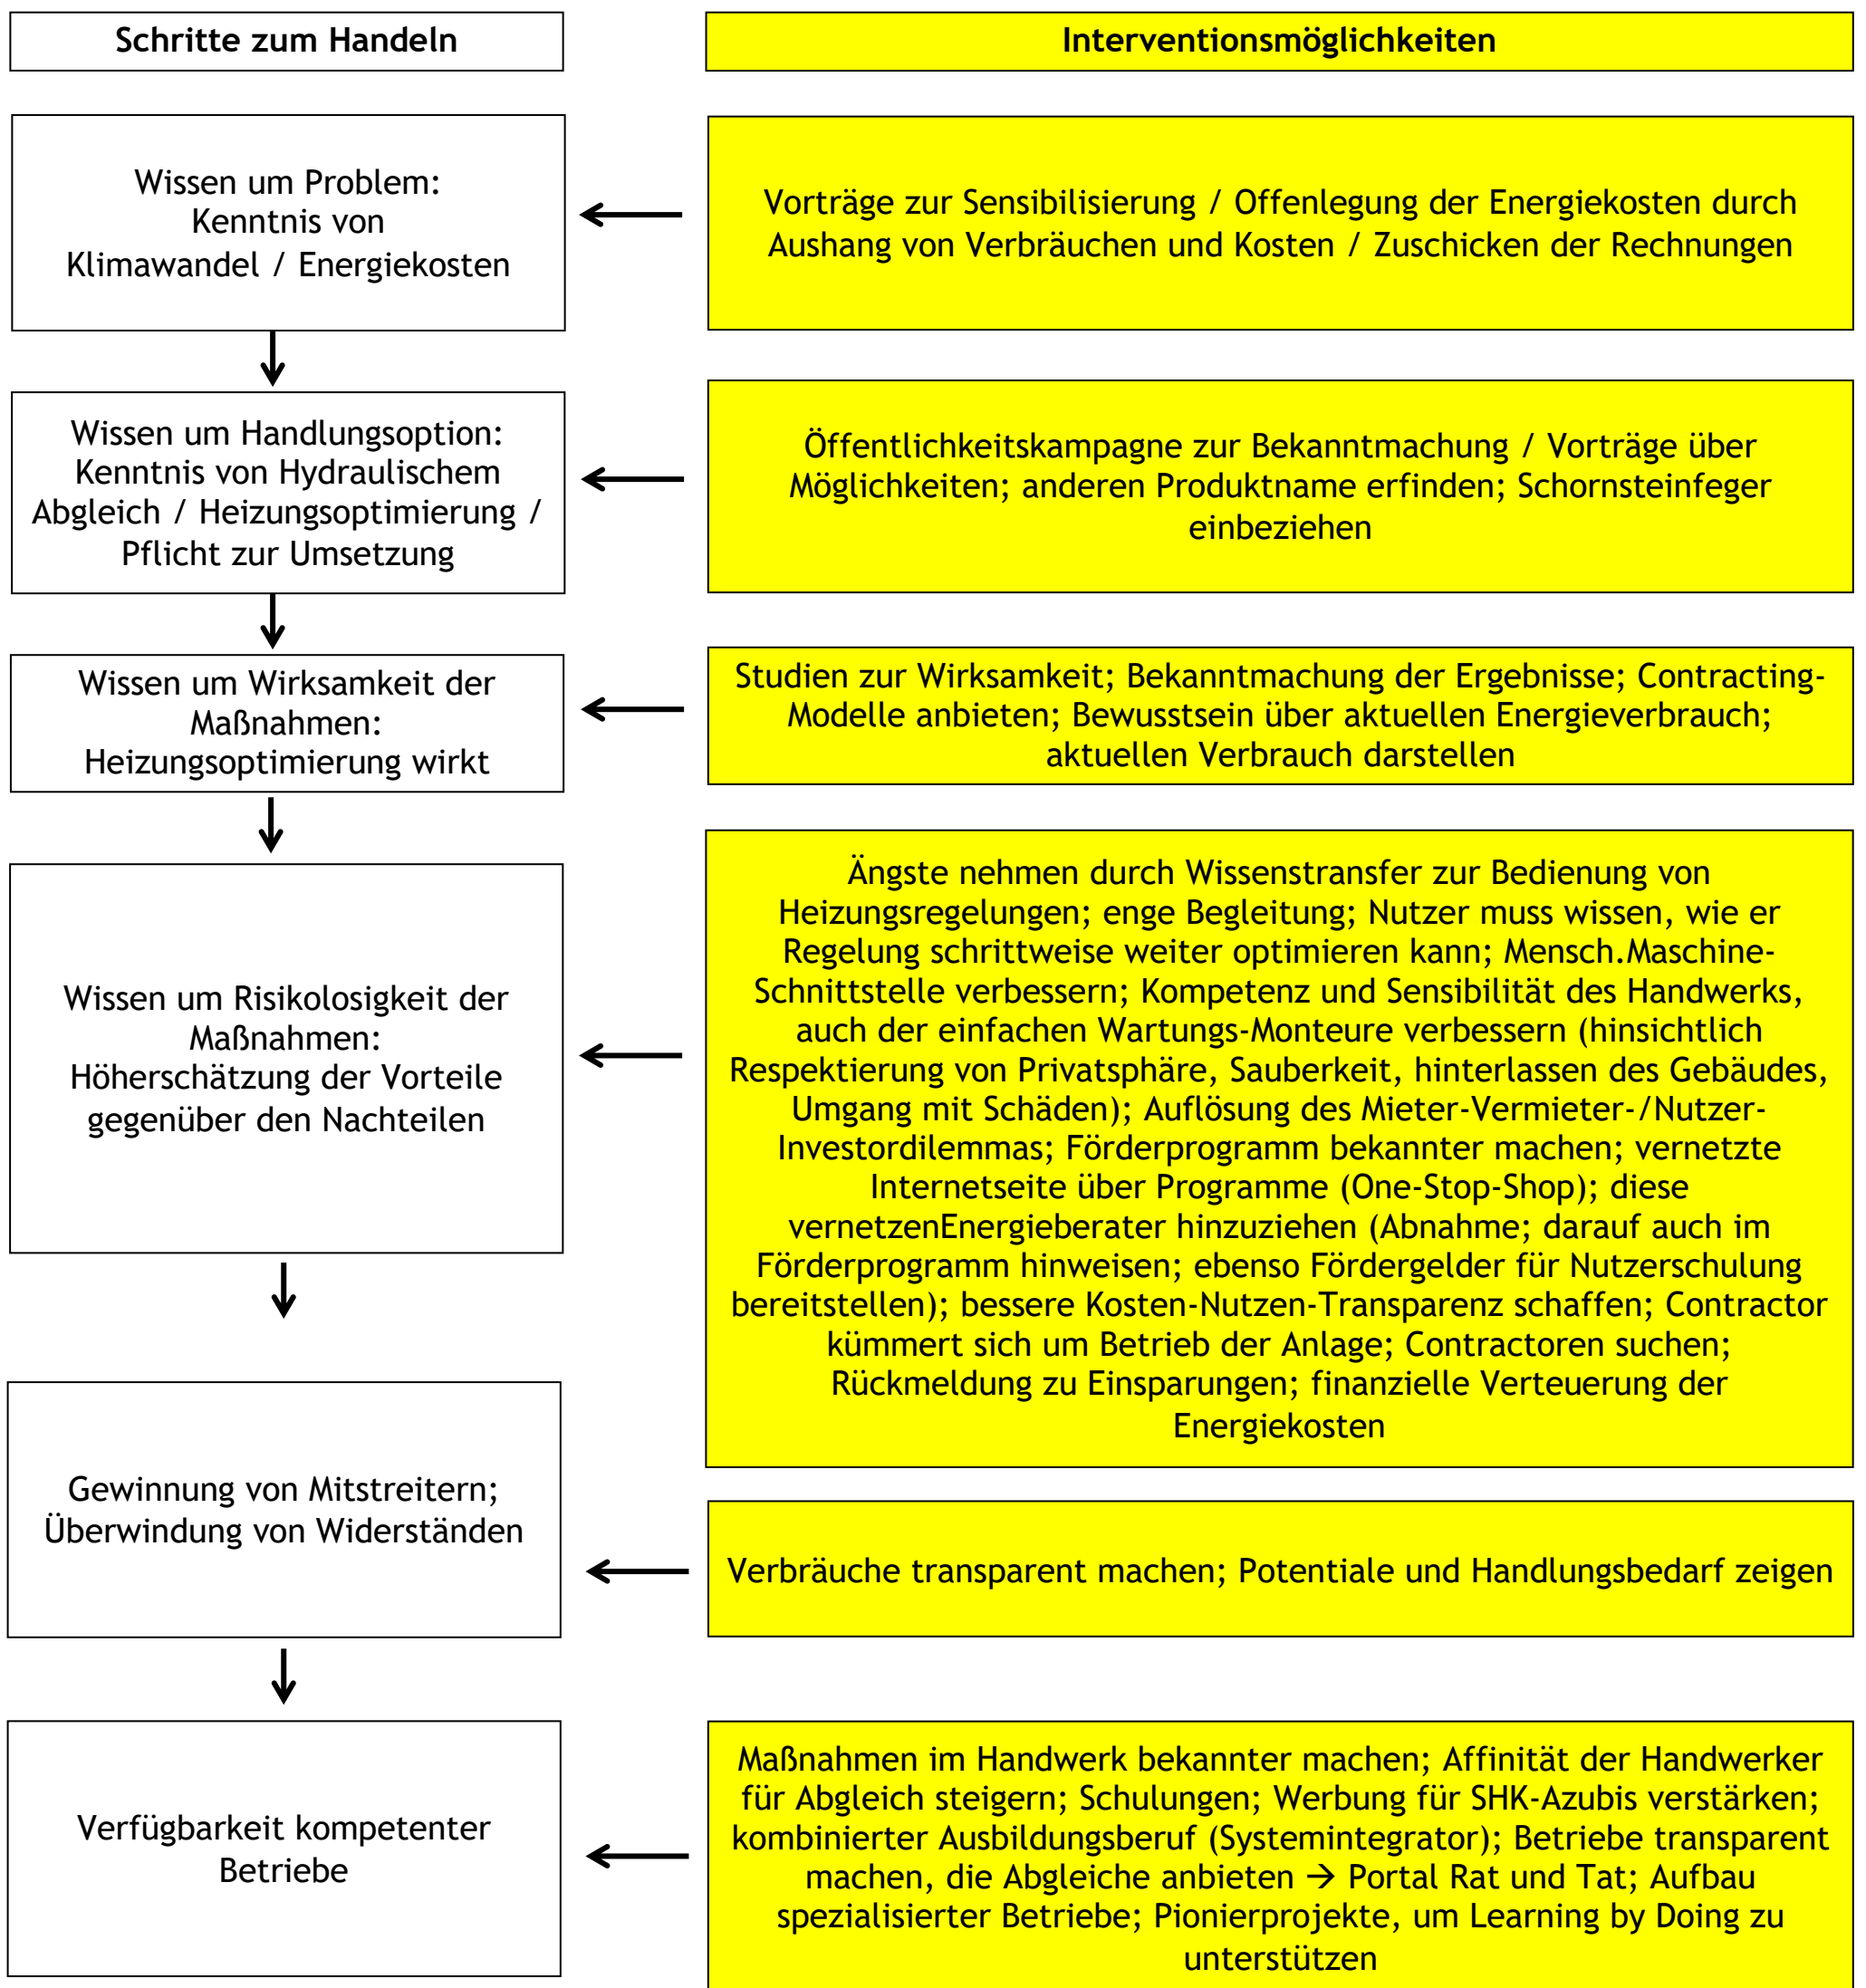 Schritte zum Handeln
Interventionsmöglichkeiten
Wissen um Problem:
Kenntnis von
Klimawandel / Energiekosten
Vorträge zur Sensibilisierung / Offenlegung der Energiekosten durch
Aushang von Verbräuchen und Kosten / Zuschicken der Rechnungen
Wissen um Handlungsoption:
Kenntnis von Hydraulischem
Abgleich / Heizungsoptimierung /
Pflicht zur Umsetzung
Öffentlichkeitskampagne zur Bekanntmachung / Vorträge über
Möglichkeiten; anderen Produktname erfinden; Schornsteinfeger
einbeziehen
Wissen um Wirksamkeit der
Maßnahmen:
Heizungsoptimierung wirkt
Studien zur Wirksamkeit; Bekanntmachung der Ergebnisse; Contracting-
Modelle anbieten; Bewusstsein über aktuellen Energieverbrauch;
aktuellen Verbrauch darstellen
Wissen um Risikolosigkeit der
Maßnahmen:
Höherschätzung der Vorteile
gegenüber den Nachteilen
Ängste nehmen durch Wissenstransfer zur Bedienung von
Heizungsregelungen; enge Begleitung; Nutzer muss wissen, wie er
Regelung schrittweise weiter optimieren kann; Mensch.Maschine-
Schnittstelle verbessern; Kompetenz und Sensibilität des Handwerks,
auch der einfachen Wartungs-Monteure verbessern (hinsichtlich
Respektierung von Privatsphäre, Sauberkeit, hinterlassen des Gebäudes,
Umgang mit Schäden); Auflösung des Mieter-Vermieter-/Nutzer-
Investordilemmas; Förderprogramm bekannter machen; vernetzte
Internetseite über Programme (One-Stop-Shop); diese
vernetzenEnergieberater hinzuziehen (Abnahme; darauf auch im
Förderprogramm hinweisen; ebenso Fördergelder für Nutzerschulung
bereitstellen); bessere Kosten-Nutzen-Transparenz schaffen; Contractor
kümmert sich um Betrieb der Anlage; Contractoren suchen;
Rückmeldung zu Einsparungen; finanzielle Verteuerung der
Energiekosten
Gewinnung von Mitstreitern;
Überwindung von Widerständen
Verbräuche transparent machen; Potentiale und Handlungsbedarf zeigen
Verfügbarkeit kompetenter
Betriebe
Maßnahmen im Handwerk bekannter machen; Affinität der Handwerker
für Abgleich steigern; Schulungen; Werbung für SHK-Azubis verstärken;
kombinierter Ausbildungsberuf (Systemintegrator); Betriebe transparent
machen, die Abgleiche anbieten → Portal Rat und Tat; Aufbau
spezialisierter Betriebe; Pionierprojekte, um Learning by Doing zu
unterstützen